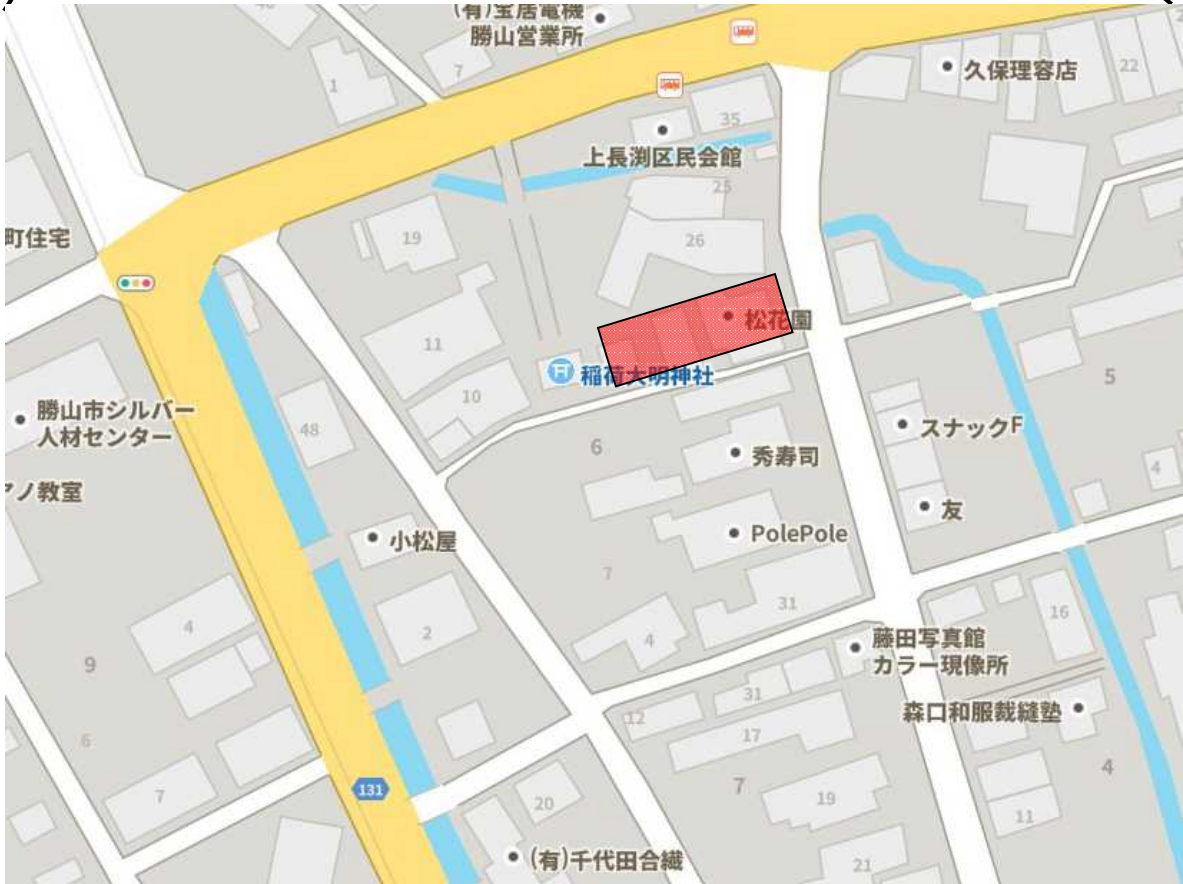 (有)宝居電機
勝山営業所
7
1
久保理容店
22
35
上長渕区民会館
25
町住宅
19
26
松花園
11
稲荷大明神社
10
5
勝山市シルバー
人材センター
48
6
スナックF
秀寿司
4
アノ教室
友
小松屋
PolePole
7
31
2
4
4
16
藤田写真館
カラー現像所
9
31
12
森口和服裁縫塾
17
6
7
131
7
19
4
20
11
(有)千代田合繊
21